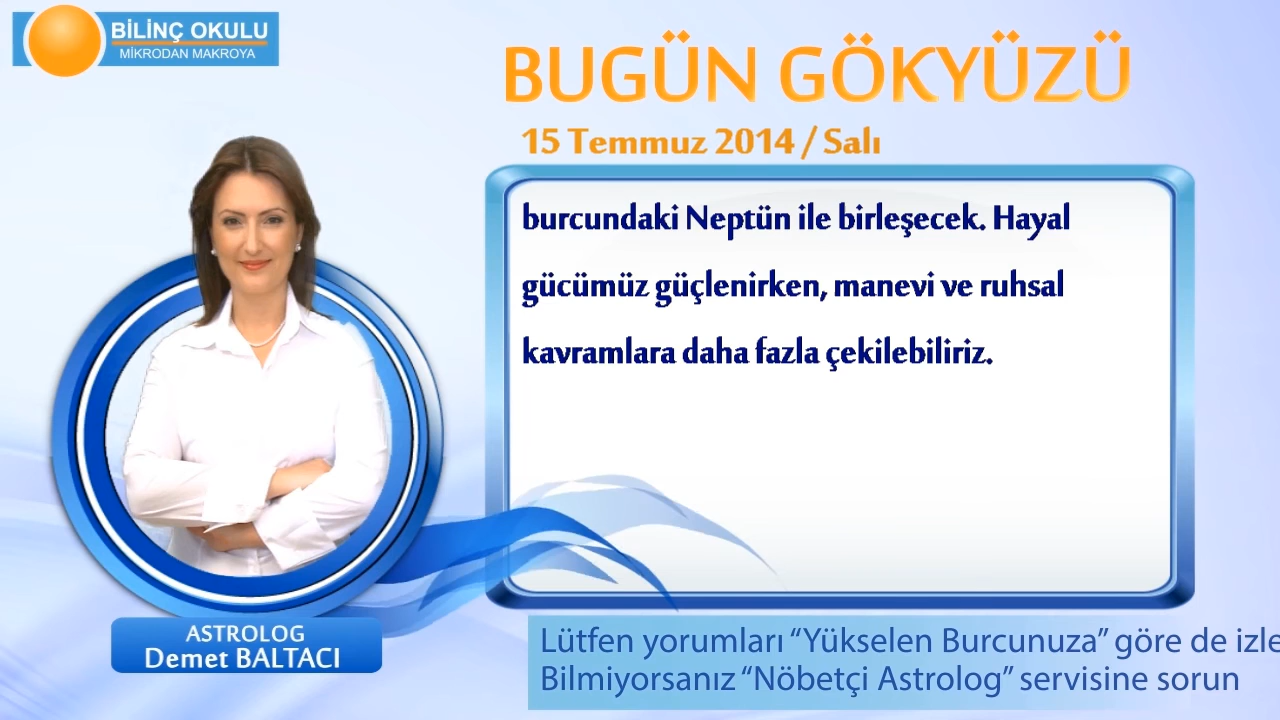 BİLİNÇ OKULU
MİKRODAN MAKROYA
BUGÜN GÖKYÜZÜ
15 Temmuz 2014 / Salı
burcundaki Neptün ile birleşecek. Hayal
gücümüz güçlenirken, manevi ve ruhsal
kavramlara daha fazla çekilebiliriz.
ASTROLOG
Demet BALTACI
Lütfen yorumları “Yükselen Burcunuza” göre de izle
Bilmiyorsanız “Nöbetçi Astrolog” servisine sorun